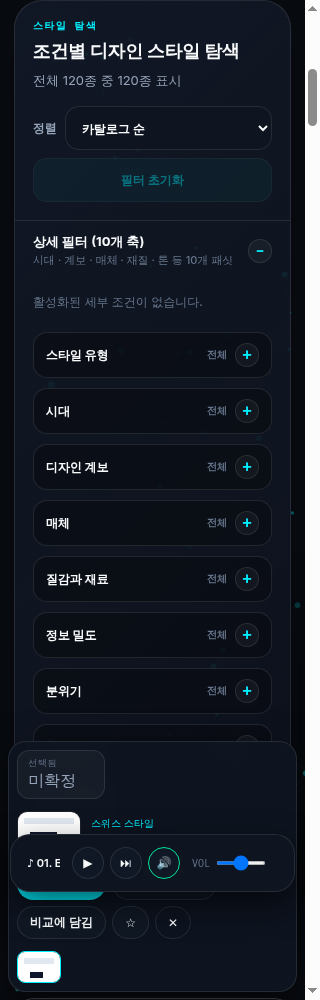 스타일 탐색
조건별 디자인 스타일 탐색
전체 120종 중 120종 표시
정렬
카탈로그 순
필터 초기화
상세 필터 (10개 축)
시대 · 계보 · 매체 · 재질 · 톤 등 10개 패싯
활성화된 세부 조건이 없습니다.
스타일 유형 전체 +
시대 전체 +
디자인 계보 전체 +
매체 전체 +
질감과 재료 전체 +
정보 밀도 전체 +
분위기 전체 +
선택됨
미확정
스위스 스타일
♪ 01. E
VOL
비교에 담김 ☆ ✕